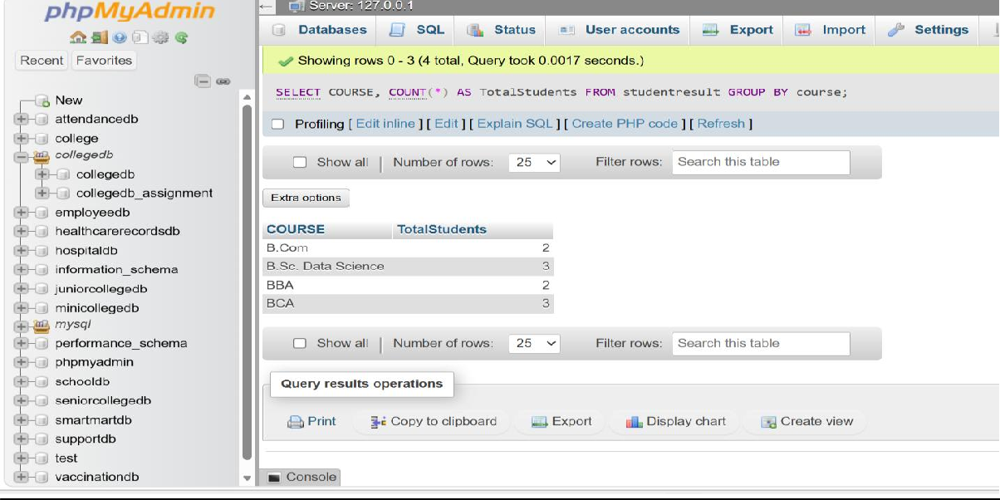 phpMyAdmin
Recent Favorites
New
attendancedb
college
collegedb
collegedb
collegedb_assignment
employeedb
healthcarerecordsdb
hospitaldb
information_schema
juniorcollegedb
minicollegedb
mysql
performance_schema
phpmyadmin
schooldb
seniorcollegedb
smartmartdb
supportdb
test
vaccinationdb
Server: 127.0.0.1
Databases SQL Status User accounts Export Import Settings
Showing rows 0 - 3 (4 total, Query took 0.0017 seconds.)
SELECT COURSE, COUNT(*) AS TotalStudents FROM studentresult GROUP BY course;
Profiling [ Edit inline ] [ Edit ] [ Explain SQL ] [ Create PHP code ] [ Refresh ]
Show all | Number of rows: 25 Filter rows: Search this table
Extra options
COURSE TotalStudents
B.Com 2
B.Sc. Data Science 3
BBA 2
BCA 3
Show all | Number of rows: 25 Filter rows: Search this table
Query results operations
Print Copy to clipboard Export Display chart Create view
Console